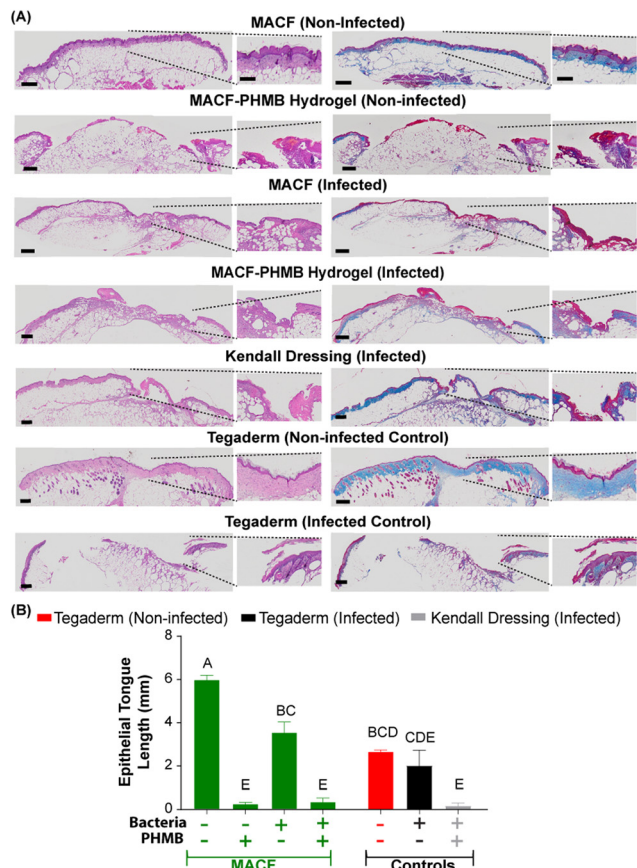 (A)
MACF (Non-Infected)
MACF-PHMB Hydrogel (Non-infected)
MACF (Infected)
MACF-PHMB Hydrogel (Infected)
Kendall Dressing (Infected)
Tegaderm (Non-infected Control)
Tegaderm (Infected Control)
(B)
Tegaderm (Non-infected) Tegaderm (Infected) Kendall Dressing (Infected)
Epithelial Tongue
Length (mm)
8
6
4
2
0
A
E
BC
E
BCD
CDE
E
Bacteria - - + + - + +
PHMB - + - + - - +
MACF Controls